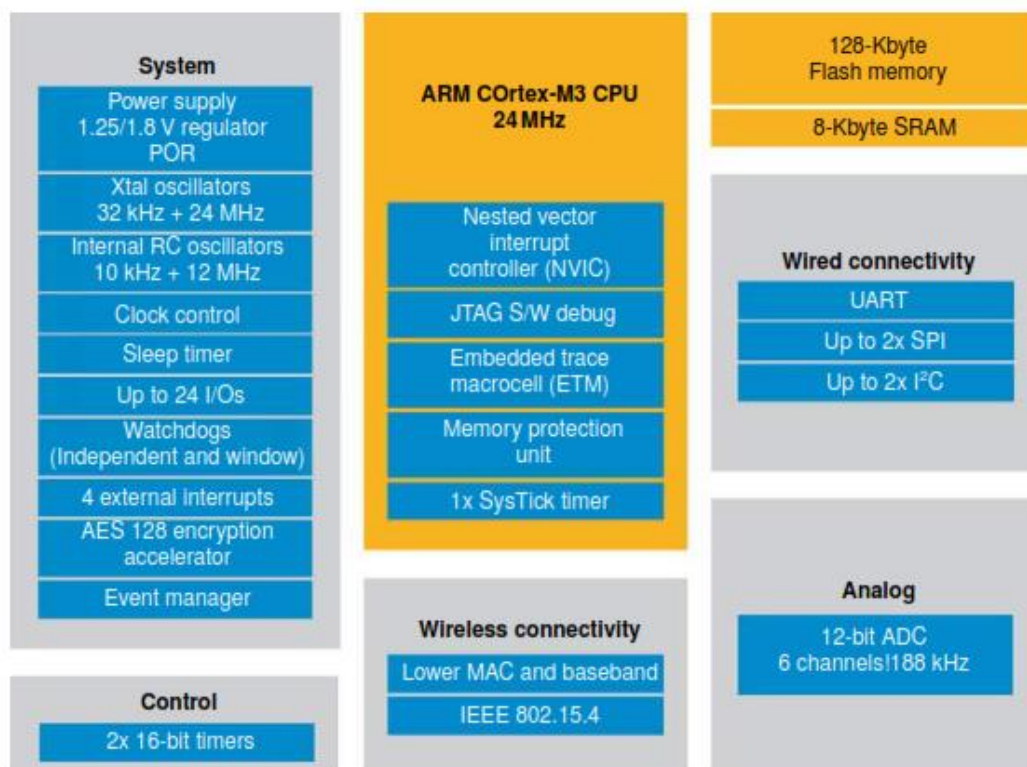 System
Power supply
1.25/1.8 V regulator
POR
Xtal oscillators
32 kHz + 24 MHz
Internal RC oscillators
10 kHz + 12 MHz
Clock control
Sleep timer
Up to 24 I/Os
Watchdogs
(Independent and window)
4 external interrupts
AES 128 encryption
accelerator
Event manager
Control
2x 16-bit timers
ARM COrtex-M3 CPU
24 MHz
Nested vector
interrupt
controller (NVIC)
JTAG S/W debug
Embedded trace
macrocell (ETM)
Memory protection
unit
1x SysTick timer
Wireless connectivity
Lower MAC and baseband
IEEE 802.15.4
128-Kbyte
Flash memory
8-Kbyte SRAM
Wired connectivity
UART
Up to 2x SPI
Up to 2x I²C
Analog
12-bit ADC
6 channels!188 kHz